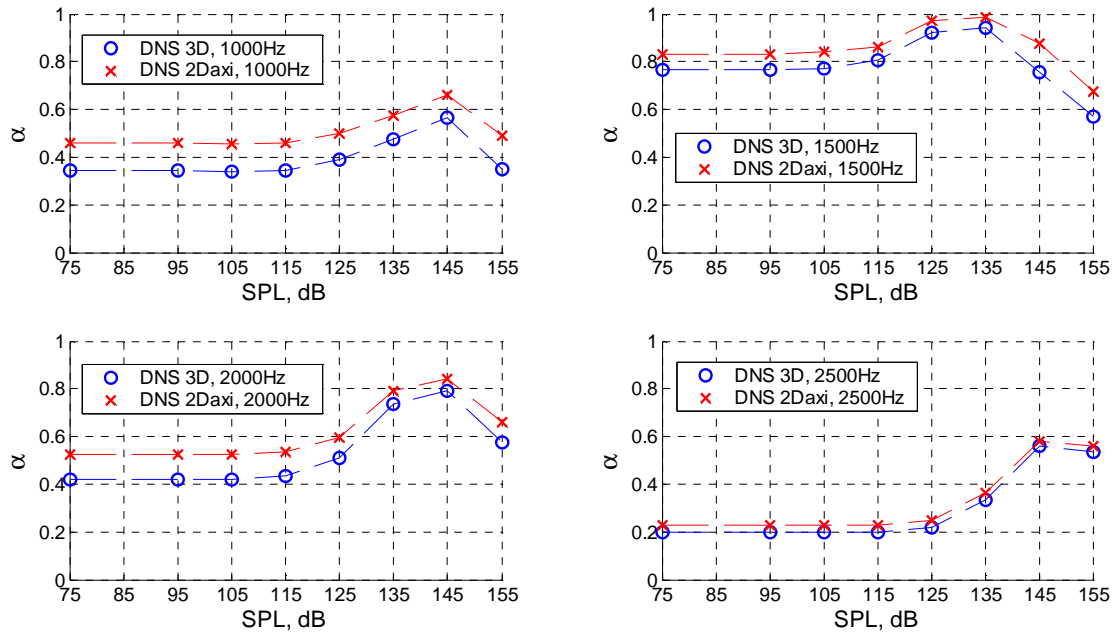 1
0.8
0.6
0.4
0.2
0
α
DNS 3D, 1000Hz
DNS 2Daxi, 1000Hz
75 85 95 105 115 125 135 145 155
SPL, dB
1
0.8
0.6
0.4
0.2
0
α
DNS 3D, 1500Hz
DNS 2Daxi, 1500Hz
75 85 95 105 115 125 135 145 155
SPL, dB
1
0.8
0.6
0.4
0.2
0
α
DNS 3D, 2000Hz
DNS 2Daxi, 2000Hz
75 85 95 105 115 125 135 145 155
SPL, dB
1
0.8
0.6
0.4
0.2
0
α
DNS 3D, 2500Hz
DNS 2Daxi, 2500Hz
75 85 95 105 115 125 135 145 155
SPL, dB